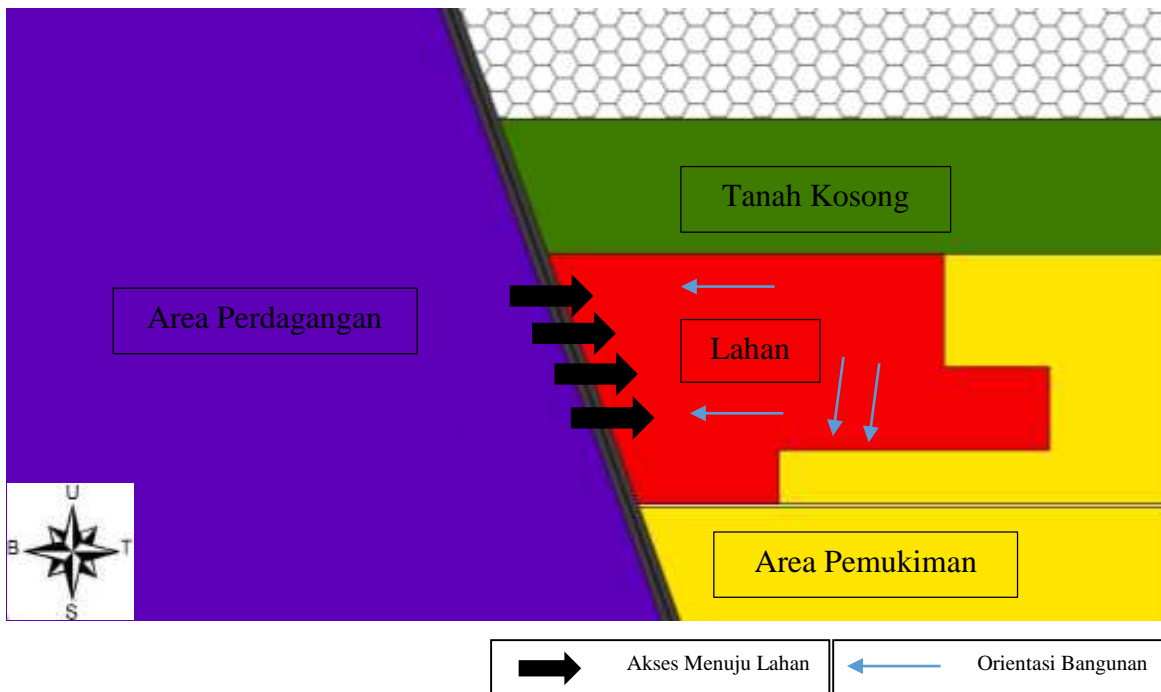 Tanah Kosong
Area Perdagangan
Lahan
U
B
T
S
Area Pemukiman
Akses Menuju Lahan
Orientasi Bangunan